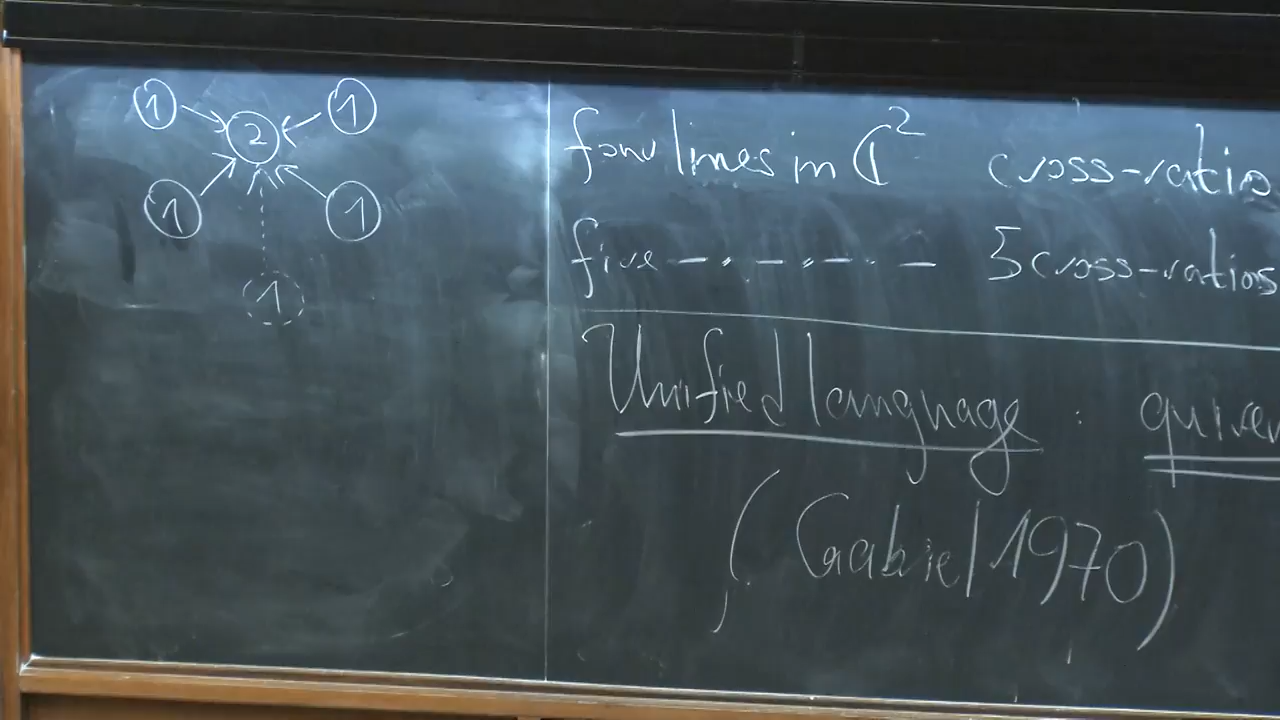 1 1
2
1 1
1
four lines in ℂ² cross-ratio
five —.—.—.— 5 cross-ratios
Unified language : quiver
(Gabriel 1970)